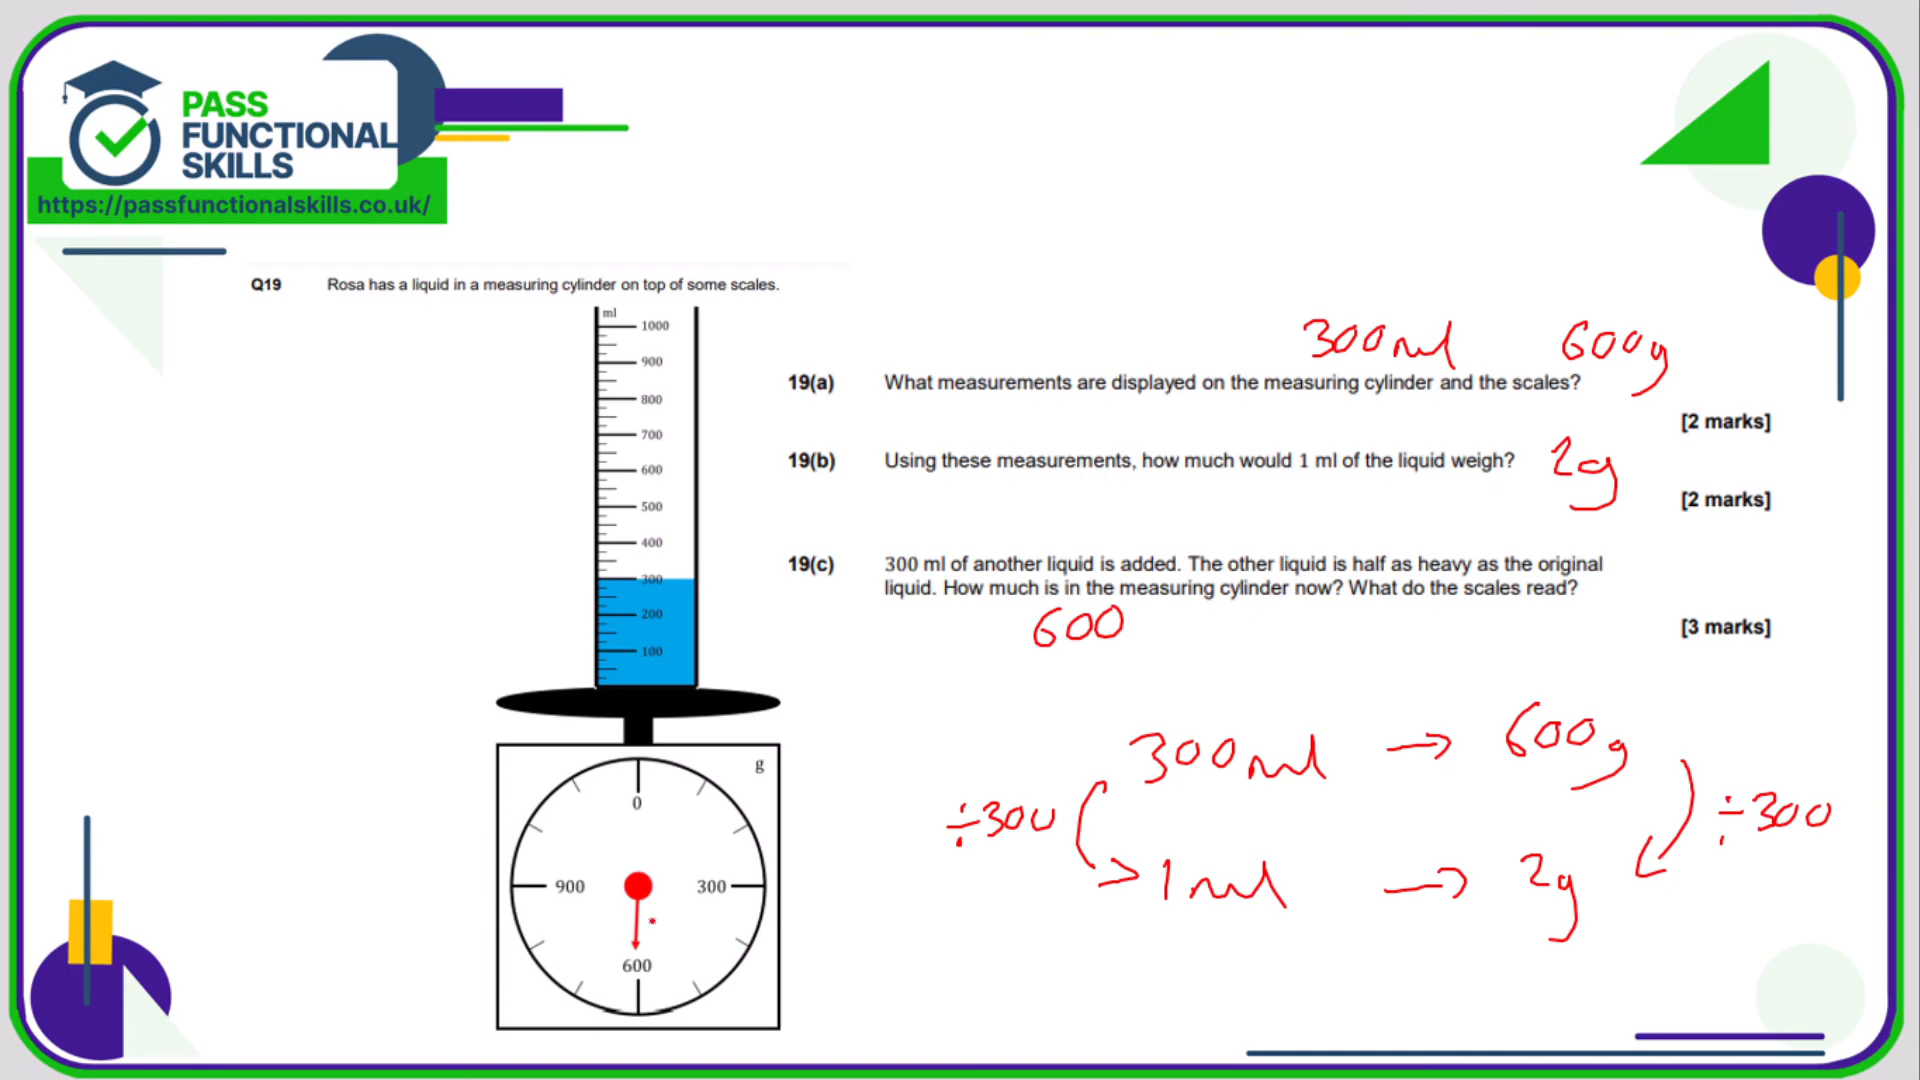 PASS
FUNCTIONAL
SKILLS
https://passfunctionalskills.co.uk/
Q19 Rosa has a liquid in a measuring cylinder on top of some scales.
ml
1000
900
800
700
600
500
400
300
200
100
g
0
900
300
600
300ml 600g
19(a) What measurements are displayed on the measuring cylinder and the scales?
[2 marks]
19(b) Using these measurements, how much would 1 ml of the liquid weigh? 2g
[2 marks]
19(c) 300 ml of another liquid is added. The other liquid is half as heavy as the original
liquid. How much is in the measuring cylinder now? What do the scales read?
600
[3 marks]
300ml → 600g
÷300 ÷300
1ml → 2g